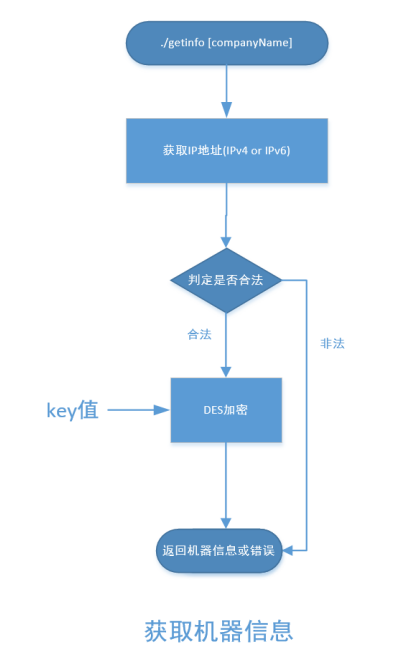 ./getinfo [companyName]
获取IP地址(IPv4 or IPv6)
判定是否合法
合法
非法
key值
DES加密
返回机器信息或错误
获取机器信息